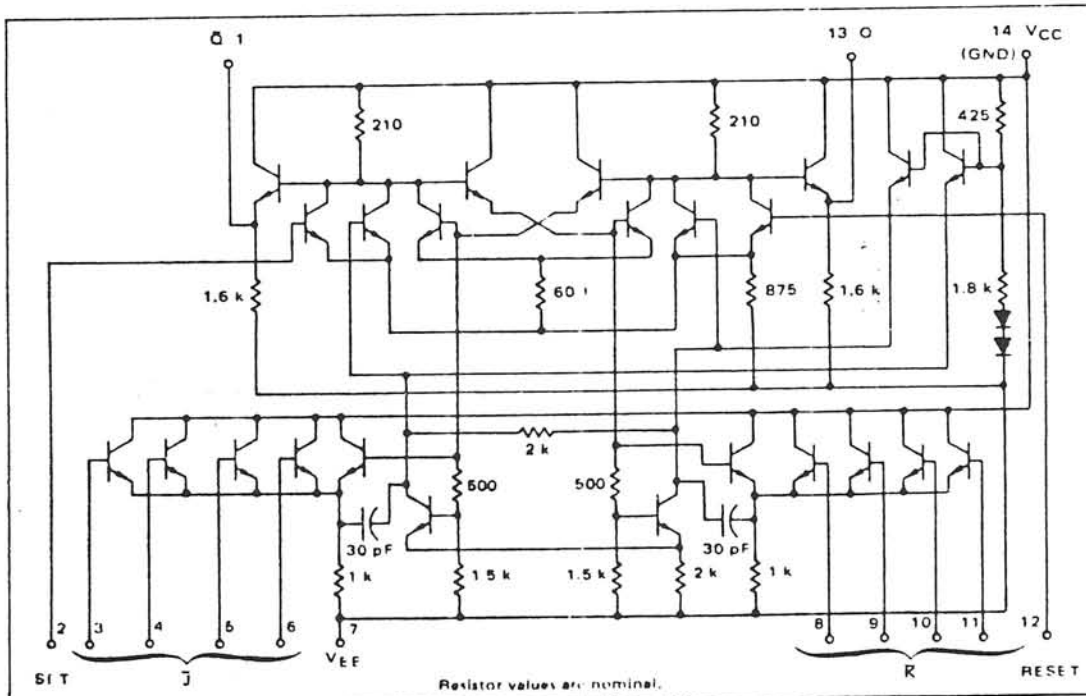 Q̄ 1
13 Q
14 VCC
(GND)
210
210
425
1.6 k
60
875
1.6 k
1.8 k
2 k
500
500
30 pF
30 pF
1 k
1.5 k
1.5 k
2 k
1 k
2
3
4
5
6
7
8
9
10
11
12
SET
J̄
VEE
K̄
RESET
Resistor values are nominal.